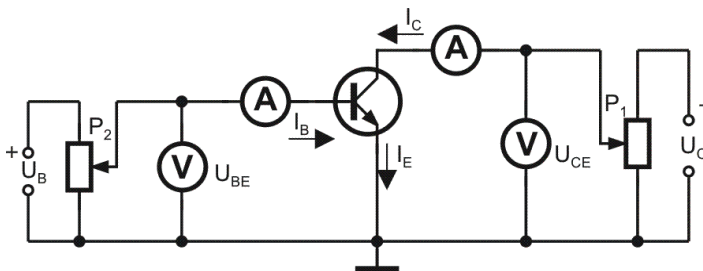 I_C
A
A
P_1
+
P_2
I_B
+
U_B
V
U_BE
I_E
V
U_CE
U_C